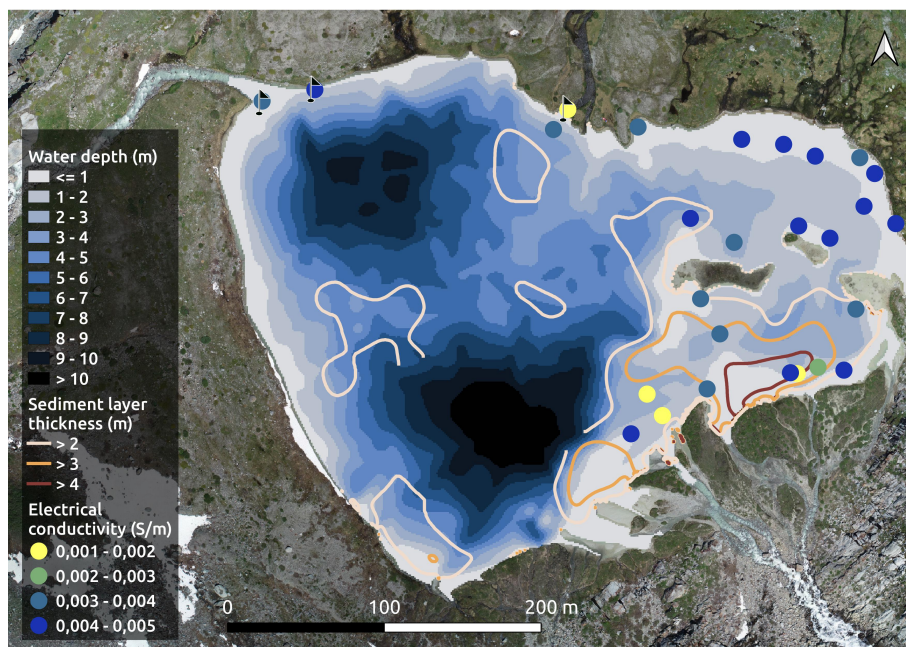 Water depth (m)
<= 1
1 - 2
2 - 3
3 - 4
4 - 5
5 - 6
6 - 7
7 - 8
8 - 9
9 - 10
> 10
Sediment layer
thickness (m)
> 2
> 3
> 4
Electrical
conductivity (S/m)
0,001 - 0,002
0,002 - 0,003
0,003 - 0,004
0,004 - 0,005
0 100 200 m